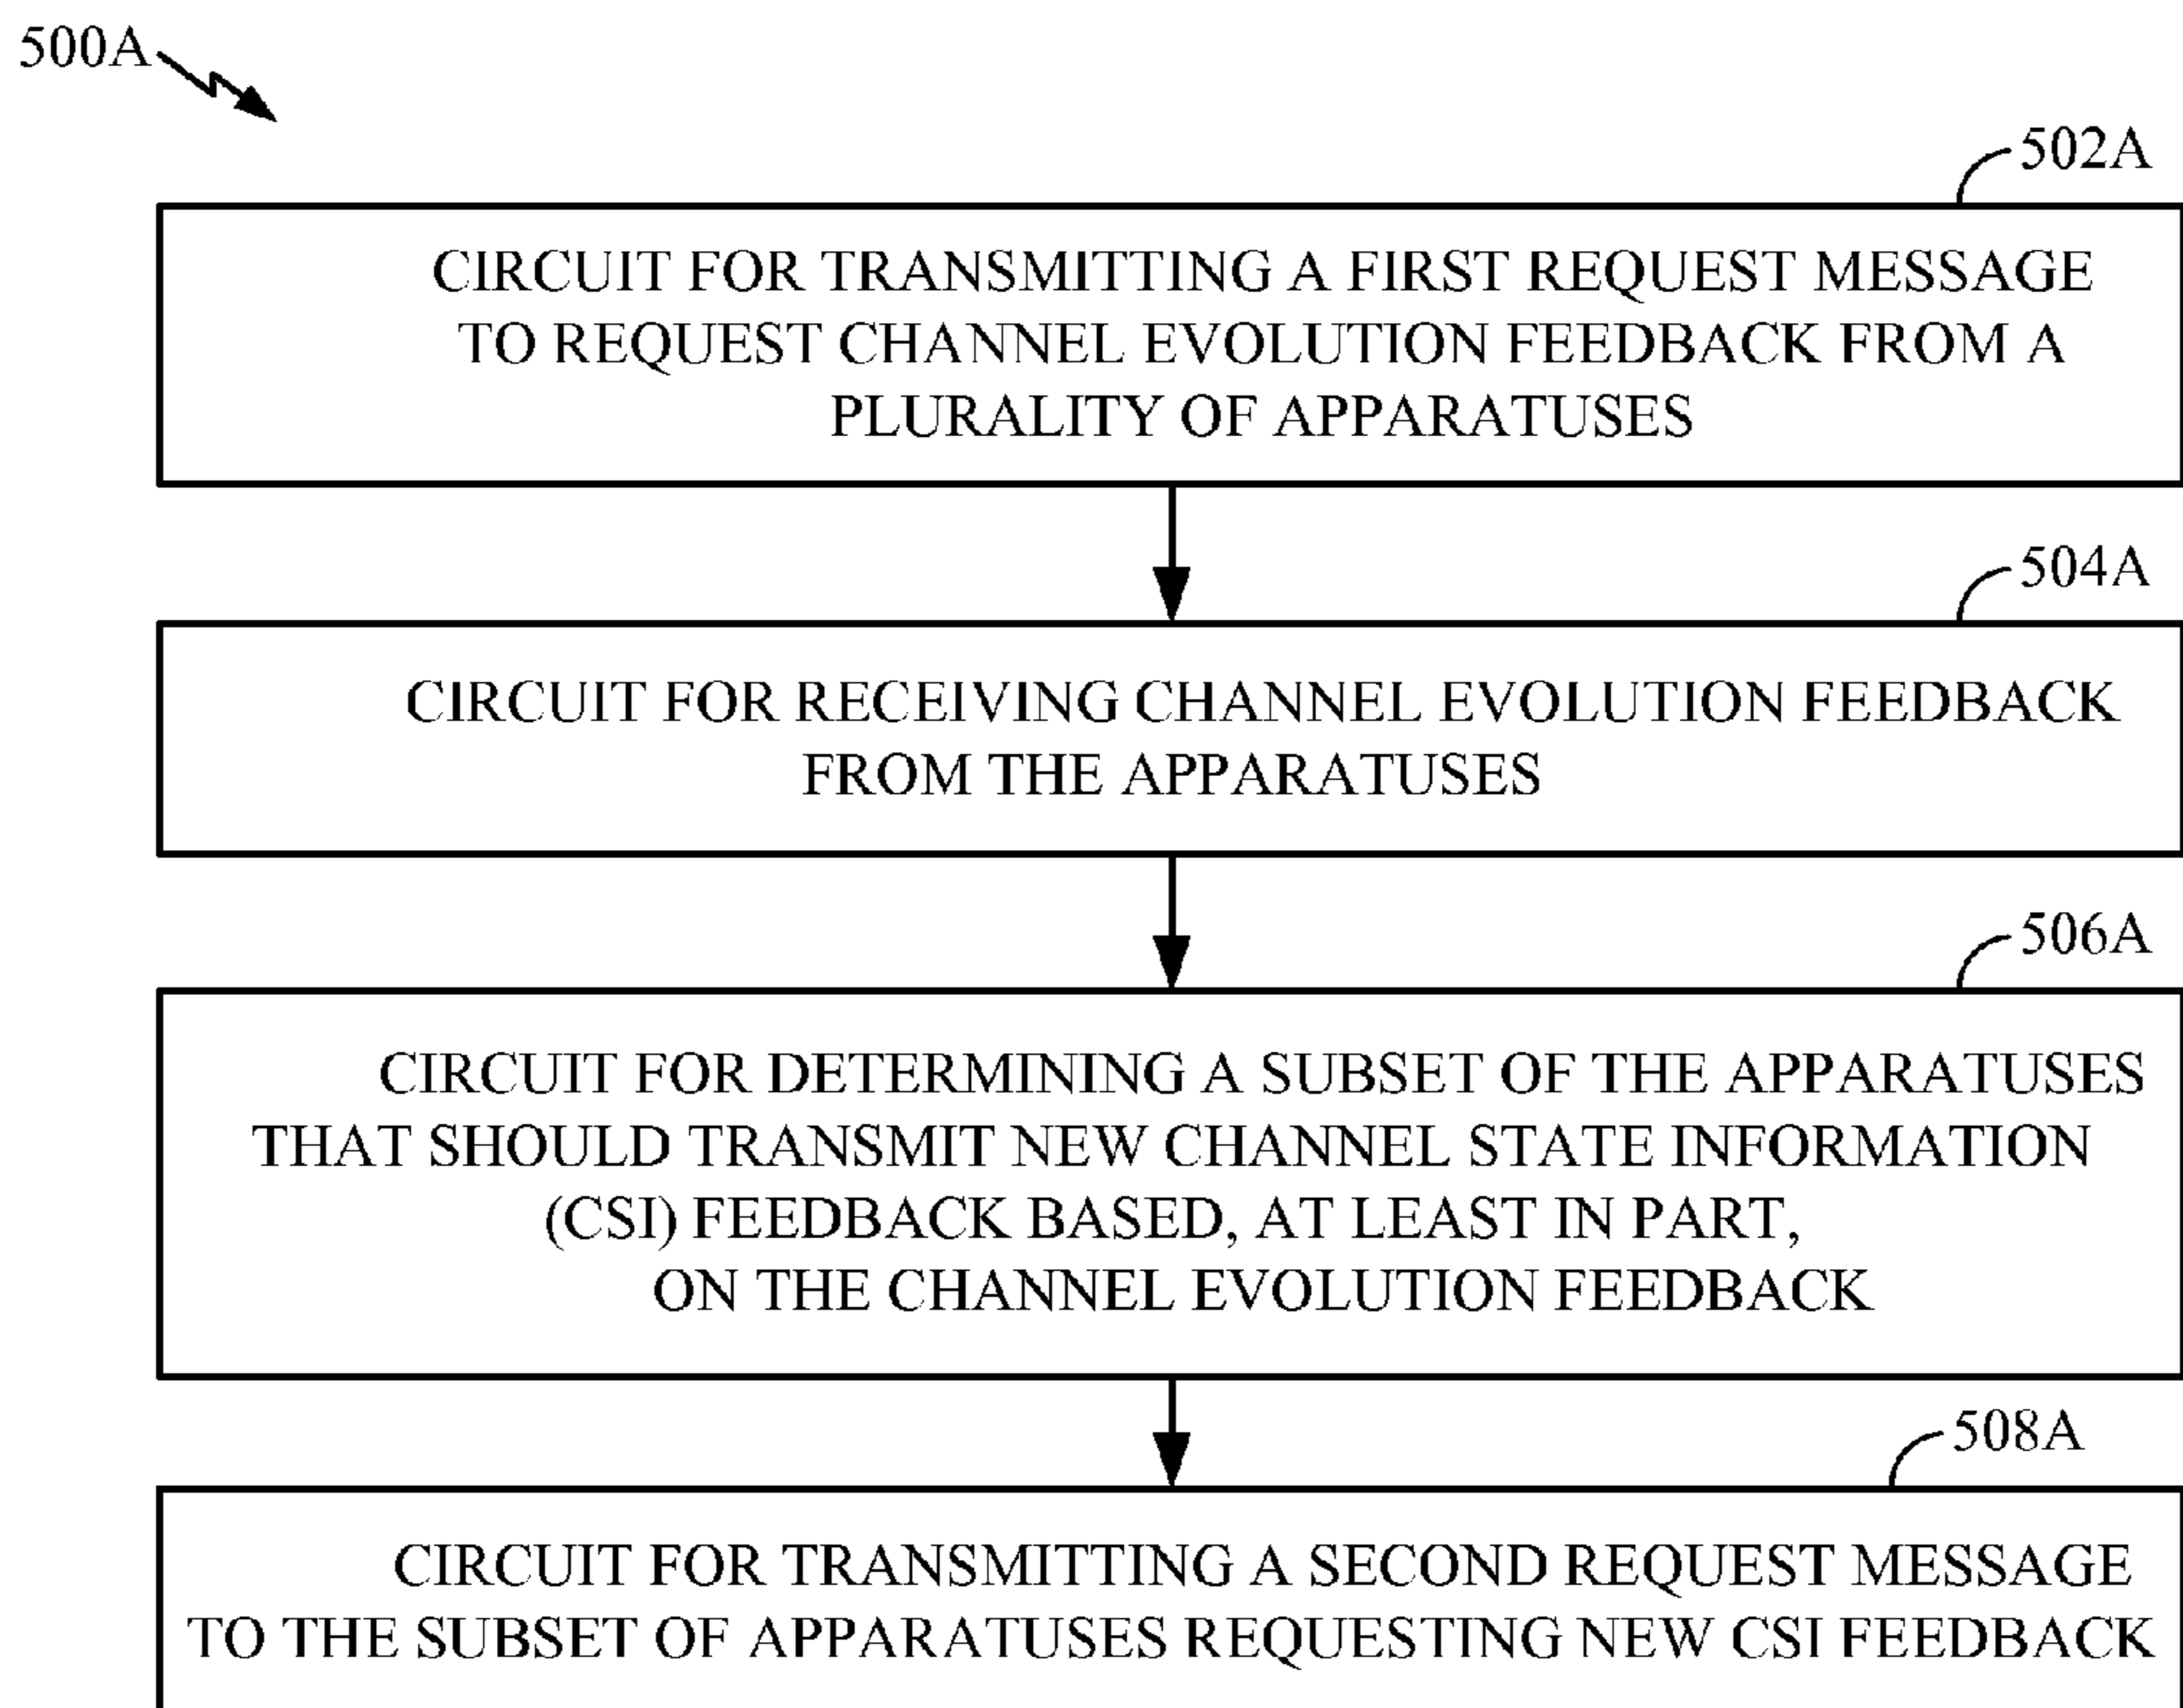 500A
502A
CIRCUIT FOR TRANSMITTING A FIRST REQUEST MESSAGE
TO REQUEST CHANNEL EVOLUTION FEEDBACK FROM A
PLURALITY OF APPARATUSES
504A
CIRCUIT FOR RECEIVING CHANNEL EVOLUTION FEEDBACK
FROM THE APPARATUSES
506A
CIRCUIT FOR DETERMINING A SUBSET OF THE APPARATUSES
THAT SHOULD TRANSMIT NEW CHANNEL STATE INFORMATION
(CSI) FEEDBACK BASED, AT LEAST IN PART,
ON THE CHANNEL EVOLUTION FEEDBACK
508A
CIRCUIT FOR TRANSMITTING A SECOND REQUEST MESSAGE
TO THE SUBSET OF APPARATUSES REQUESTING NEW CSI FEEDBACK